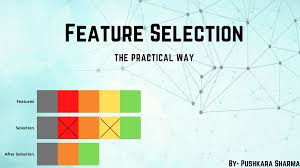 Feature Selection
The Practical Way
Features
Selection
After Selection
By- Pushkara Sharma